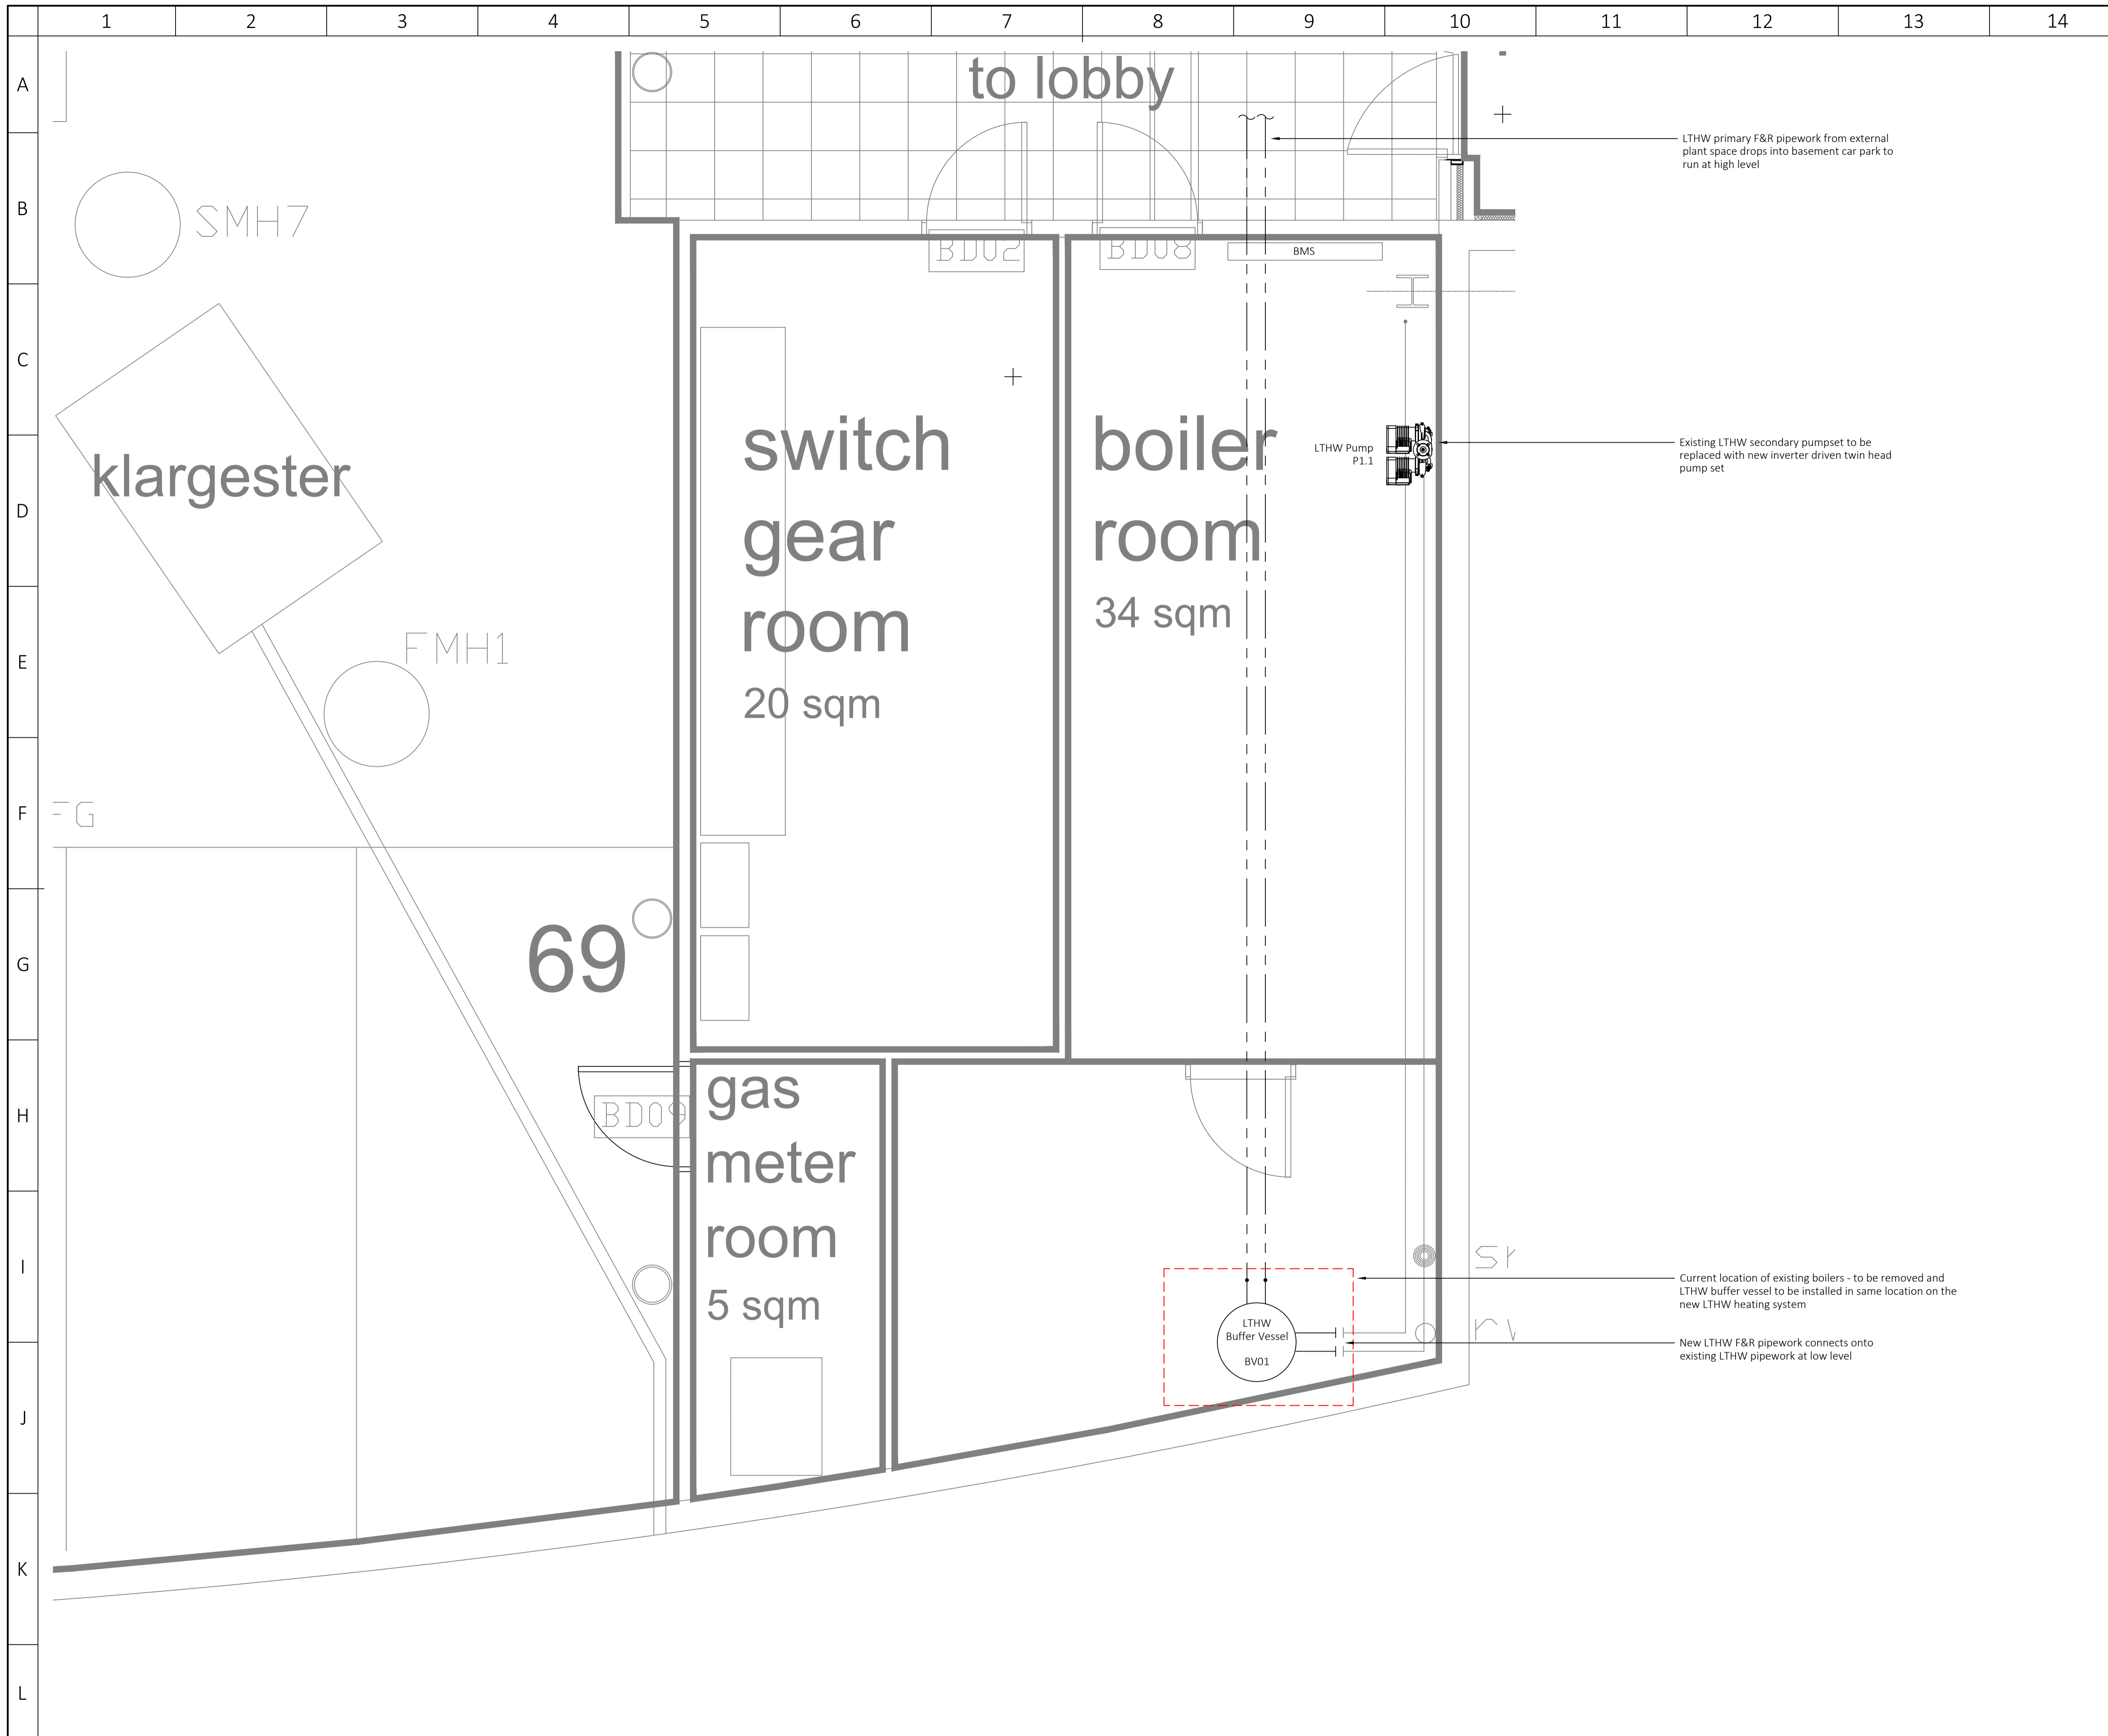 1 2 3 4 5 6 7 8 9 10 11 12 13 14
A
B
C
D
E
F
G
H
I
J
K
L
to lobby
LTHW primary F&R pipework from external
plant space drops into basement car park to
run at high level
SMH7
BD02
BD08
BMS
klargester
switch
gear
room
20 sqm
boiler
room
34 sqm
LTHW Pump
P1.1
Existing LTHW secondary pumpset to be
replaced with new inverter driven twin head
pump set
FMH1
FG
69
BD09
gas
meter
room
5 sqm
Current location of existing boilers - to be removed and
LTHW buffer vessel to be installed in same location on the
new LTHW heating system
LTHW
Buffer Vessel
BV01
New LTHW F&R pipework connects onto
existing LTHW pipework at low level